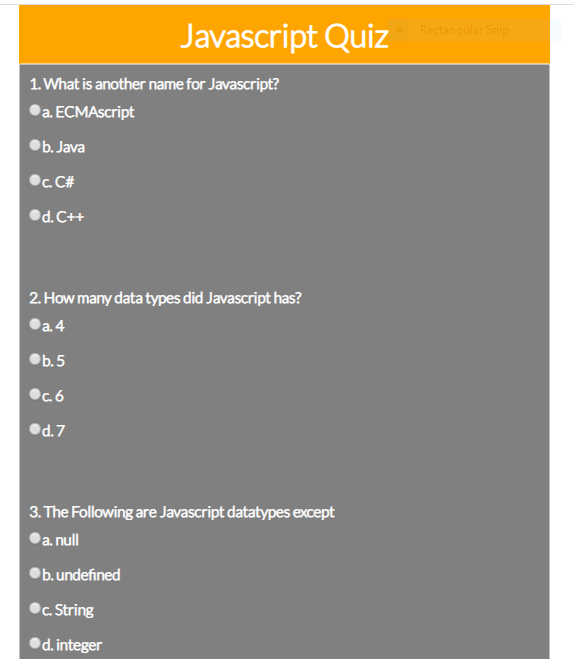 Javascript Quiz
Rectangular Snip
1. What is another name for Javascript?
a. ECMAscript
b. Java
c. C#
d. C++
2. How many data types did Javascript has?
a. 4
b. 5
c. 6
d. 7
3. The Following are Javascript datatypes except
a. null
b. undefined
c. String
d. integer